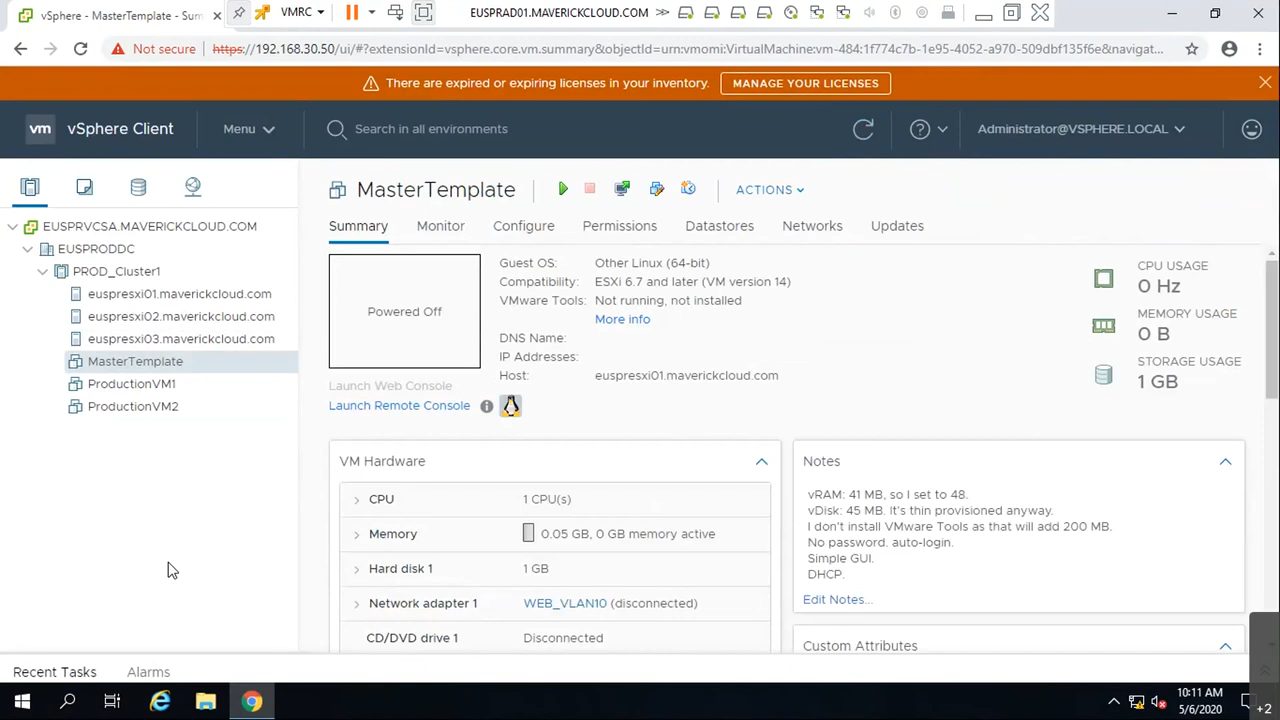 vSphere - MasterTemplate - Sum
VMRC
EUSPRAD01.MAVERICKCLOUD.COM
Not secure
https://192.168.30.50/ui/#?extensionId=vsphere.core.vm.summary&objectId=urn:vmomi:VirtualMachine:vm-484:1f774c7b-1e95-4052-a970-509dbf135f6e&navigat...
There are expired or expiring licenses in your inventory.
MANAGE YOUR LICENSES
vm
vSphere Client
Menu
Search in all environments
Administrator@VSPHERE.LOCAL
EUSPRVCSA.MAVERICKCLOUD.COM
EUSPRODDC
PROD_Cluster1
euspresxi01.maverickcloud.com
euspresxi02.maverickcloud.com
euspresxi03.maverickcloud.com
MasterTemplate
ProductionVM1
ProductionVM2
MasterTemplate
ACTIONS
Summary
Monitor
Configure
Permissions
Datastores
Networks
Updates
Powered Off
Launch Web Console
Launch Remote Console
Guest OS: Other Linux (64-bit)
Compatibility: ESXi 6.7 and later (VM version 14)
VMware Tools: Not running, not installed
More info
DNS Name:
IP Addresses:
Host: euspresxi01.maverickcloud.com
CPU USAGE
0 Hz
MEMORY USAGE
0 B
STORAGE USAGE
1 GB
VM Hardware
CPU 1 CPU(s)
Memory 0.05 GB, 0 GB memory active
Hard disk 1 1 GB
Network adapter 1 WEB_VLAN10 (disconnected)
CD/DVD drive 1 Disconnected
Notes
vRAM: 41 MB, so I set to 48.
vDisk: 45 MB. It's thin provisioned anyway.
I don't install VMware Tools as that will add 200 MB.
No password. auto-login.
Simple GUI.
DHCP.
Edit Notes...
Custom Attributes
Recent Tasks
Alarms
10:11 AM
5/6/2020
+2